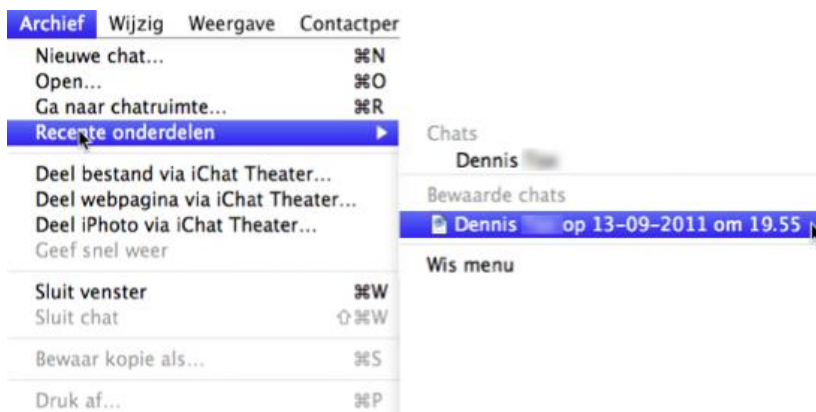 Archief Wijzig Weergave Contactper
Nieuwe chat... ⌘N
Open... ⌘O
Ga naar chatruimte... ⌘R
Recente onderdelen
Deel bestand via iChat Theater...
Deel webpagina via iChat Theater...
Deel iPhoto via iChat Theater...
Geef snel weer
Sluit venster ⌘W
Sluit chat ⇧⌘W
Bewaar kopie als... ⌘S
Druk af... ⌘P
Chats
Dennis
Bewaarde chats
Dennis op 13-09-2011 om 19.55
Wis menu